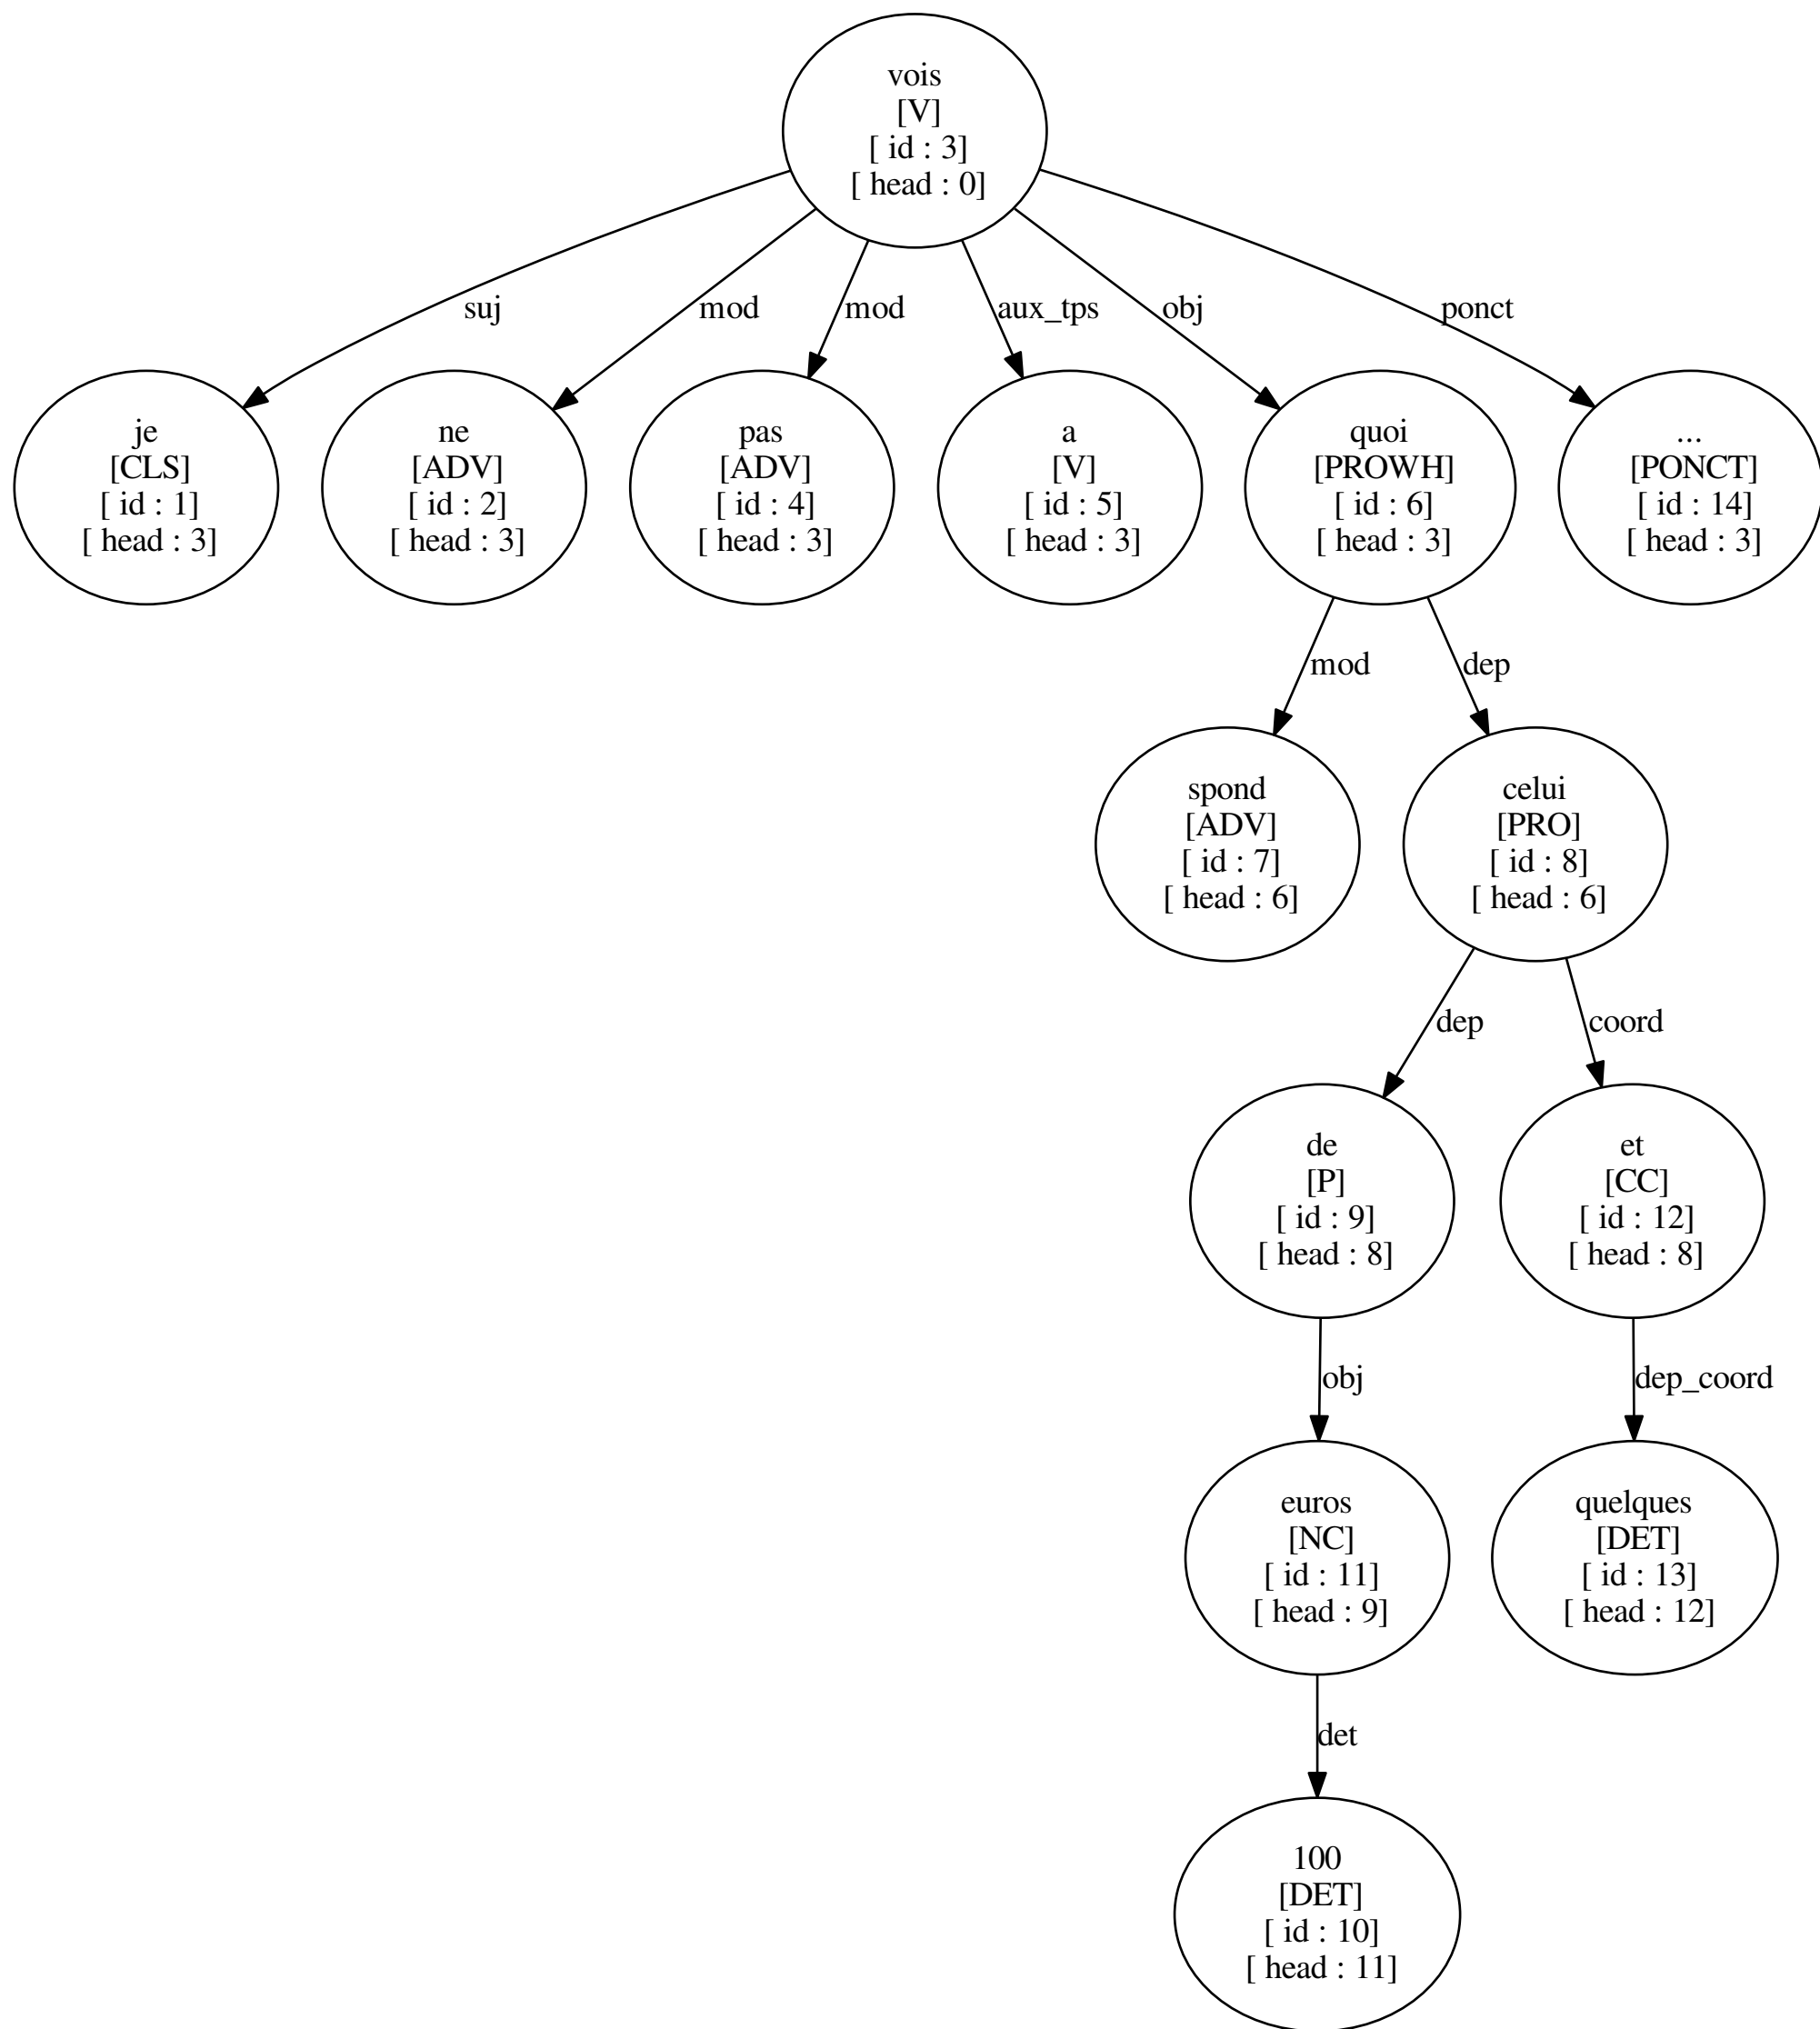 vois
[V]
[ id : 3]
[ head : 0]
suj
mod
mod
aux_tps
obj
ponct
je
[CLS]
[ id : 1]
[ head : 3]
ne
[ADV]
[ id : 2]
[ head : 3]
pas
[ADV]
[ id : 4]
[ head : 3]
a
[V]
[ id : 5]
[ head : 3]
quoi
[PROWH]
[ id : 6]
[ head : 3]
...
[PONCT]
[ id : 14]
[ head : 3]
mod
dep
spond
[ADV]
[ id : 7]
[ head : 6]
celui
[PRO]
[ id : 8]
[ head : 6]
dep
coord
de
[P]
[ id : 9]
[ head : 8]
et
[CC]
[ id : 12]
[ head : 8]
obj
dep_coord
euros
[NC]
[ id : 11]
[ head : 9]
quelques
[DET]
[ id : 13]
[ head : 12]
det
100
[DET]
[ id : 10]
[ head : 11]